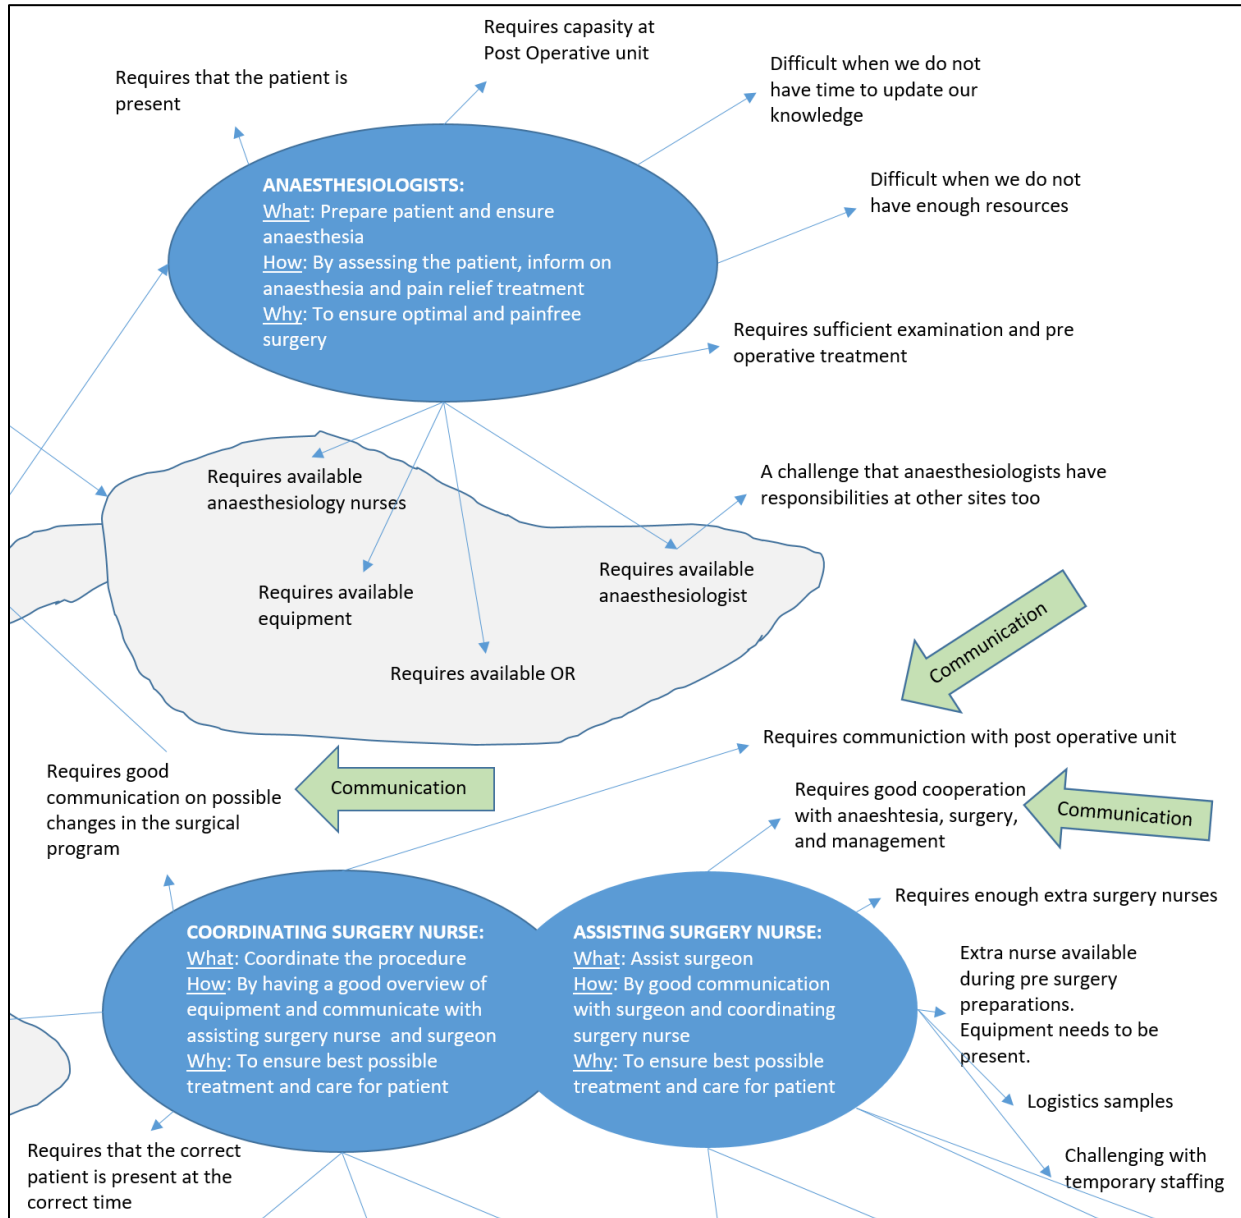 Requires capasity at
Post Operative unit
Requires that the patient is
present
Difficult when we do not
have time to update our
knowledge
Difficult when we do not
have enough resources
ANAESTHESIOLOGISTS:
What: Prepare patient and ensure
anaesthesia
How: By assessing the patient, inform on
anaesthesia and pain relief treatment
Why: To ensure optimal and painfree
surgery
Requires sufficient examination and pre
operative treatment
Requires available
anaesthesiology nurses
A challenge that anaesthesiologists have
responsibilities at other sites too
Requires available
equipment
Requires available
anaesthesiologist
Requires available OR
Communication
Requires communiction with post operative unit
Requires good
communication on possible
changes in the surgical
program
Communication
Requires good cooperation
with anaeshtesia, surgery,
and management
Communication
Requires enough extra surgery nurses
COORDINATING SURGERY NURSE:
What: Coordinate the procedure
How: By having a good overview of
equipment and communicate with
assisting surgery nurse and surgeon
Why: To ensure best possible
treatment and care for patient
ASSISTING SURGERY NURSE:
What: Assist surgeon
How: By good communication
with surgeon and coordinating
surgery nurse
Why: To ensure best possible
treatment and care for patient
Extra nurse available
during pre surgery
preparations.
Equipment needs to be
present.
Logistics samples
Challenging with
temporary staffing
Requires that the correct
patient is present at the
correct time